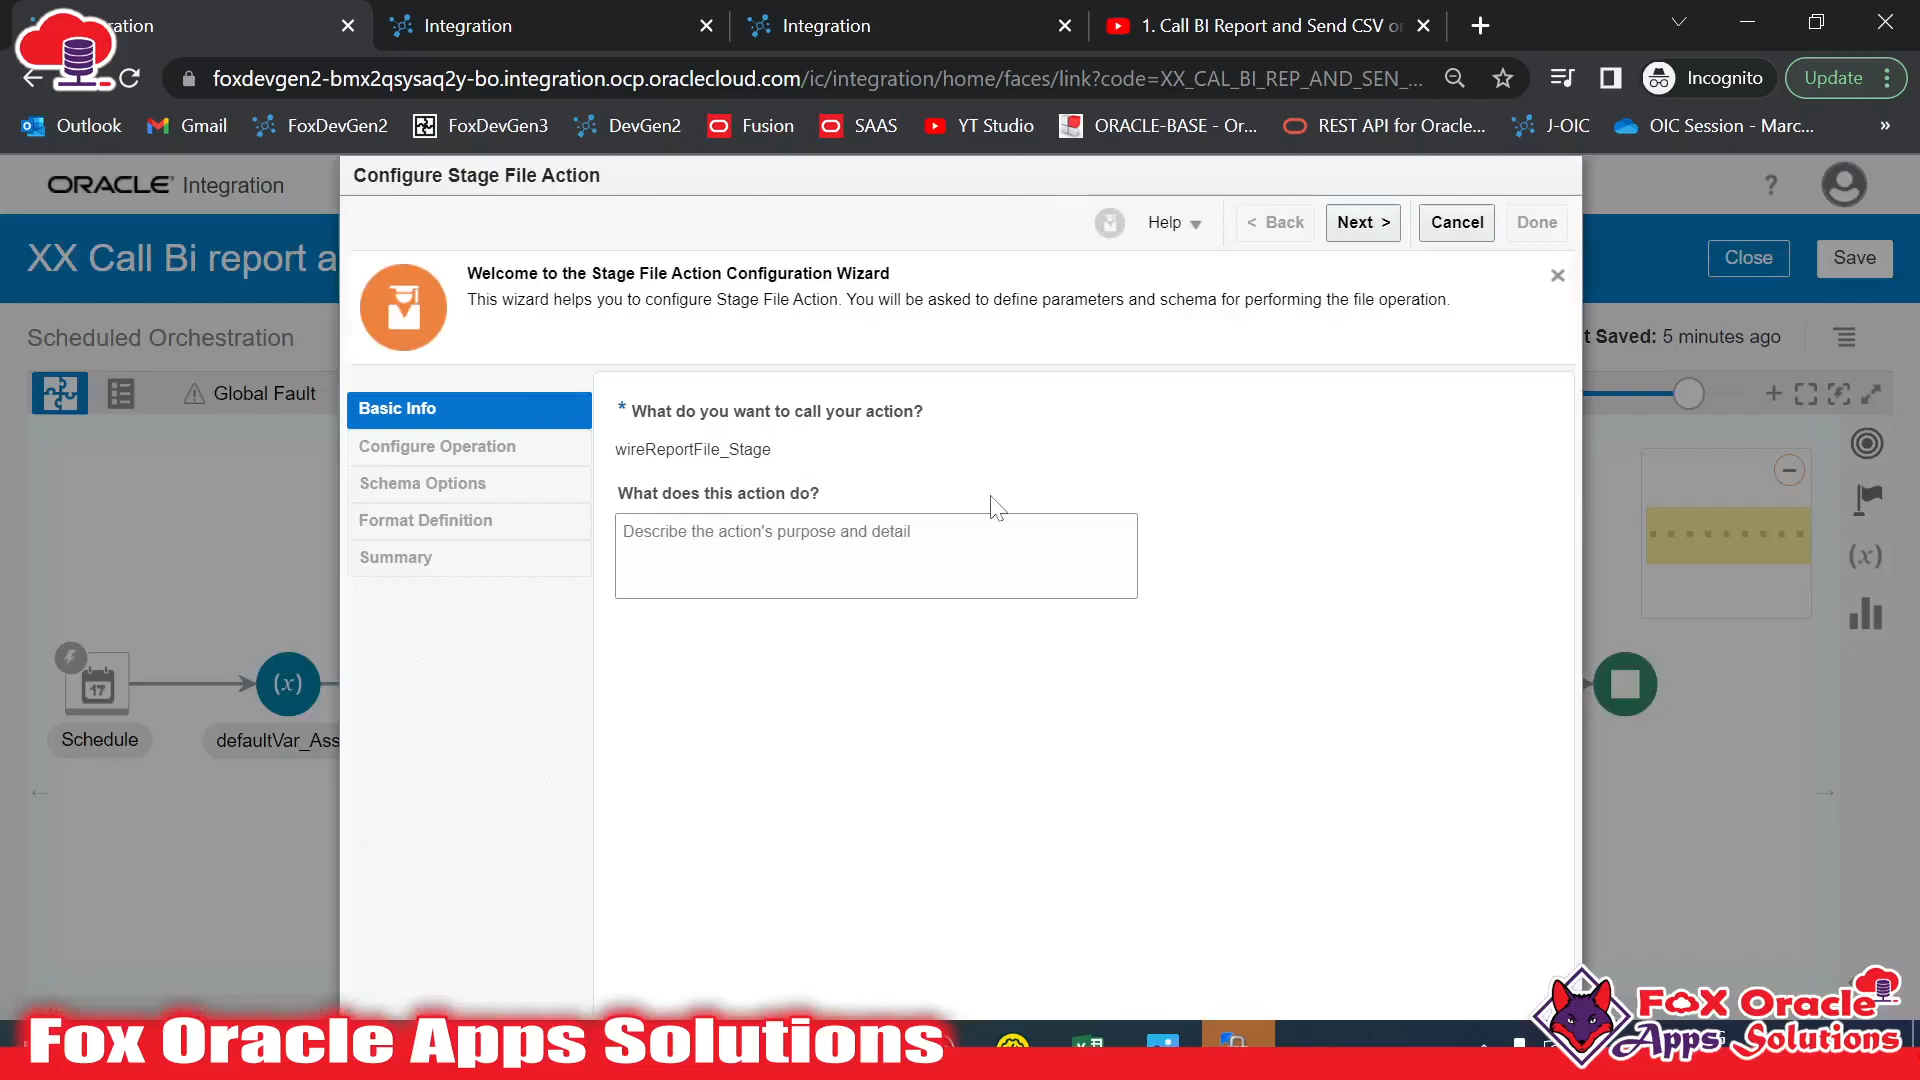 ration
Integration
Integration
1. Call BI Report and Send CSV or
foxdevgen2-bmx2qsysaq2y-bo.integration.ocp.oraclecloud.com/ic/integration/home/faces/link?code=XX_CAL_BI_REP_AND_SEN_...
Incognito
Update
Outlook
Gmail
FoxDevGen2
FoxDevGen3
DevGen2
Fusion
SAAS
YT Studio
ORACLE-BASE - Or...
REST API for Oracle...
J-OIC
OIC Session - Marc...
»
Configure Stage File Action
ORACLE Integration
?
Help
< Back
Next >
Cancel
Done
XX Call Bi report a
Close
Save
Welcome to the Stage File Action Configuration Wizard
This wizard helps you to configure Stage File Action. You will be asked to define parameters and schema for performing the file operation.
Scheduled Orchestration
t Saved: 5 minutes ago
Global Fault
Basic Info
Configure Operation
Schema Options
Format Definition
Summary
* What do you want to call your action?
wireReportFile_Stage
What does this action do?
Describe the action's purpose and detail
(x)
17
(x)
Schedule
defaultVar_Ass
Fox Oracle Apps Solutions
FoX Oracle
Apps Solutions